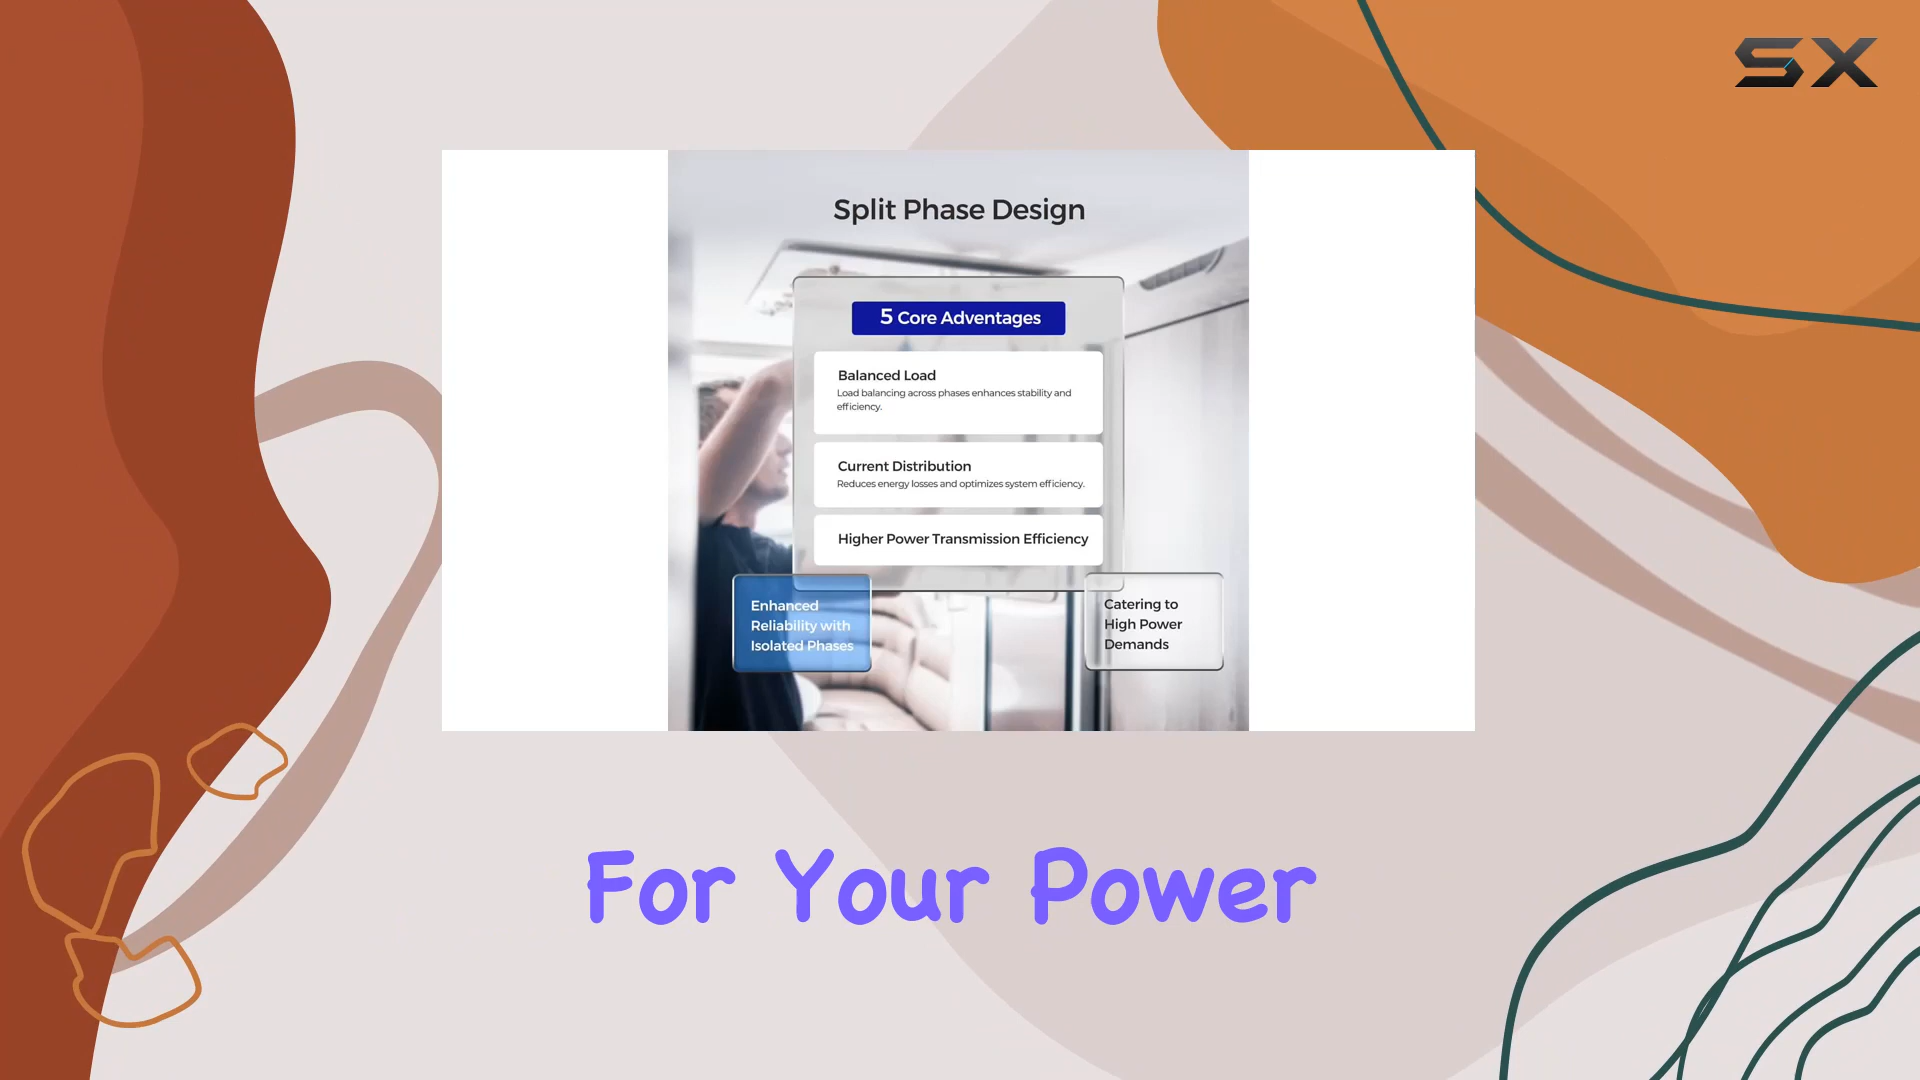 SX
Split Phase Design
5 Core Adventages
Balanced Load
Load balancing across phases enhances stability and
efficiency.
Current Distribution
Reduces energy losses and optimizes system efficiency.
Higher Power Transmission Efficiency
Enhanced
Reliability with
Isolated Phases
Catering to
High Power
Demands
For Your Power